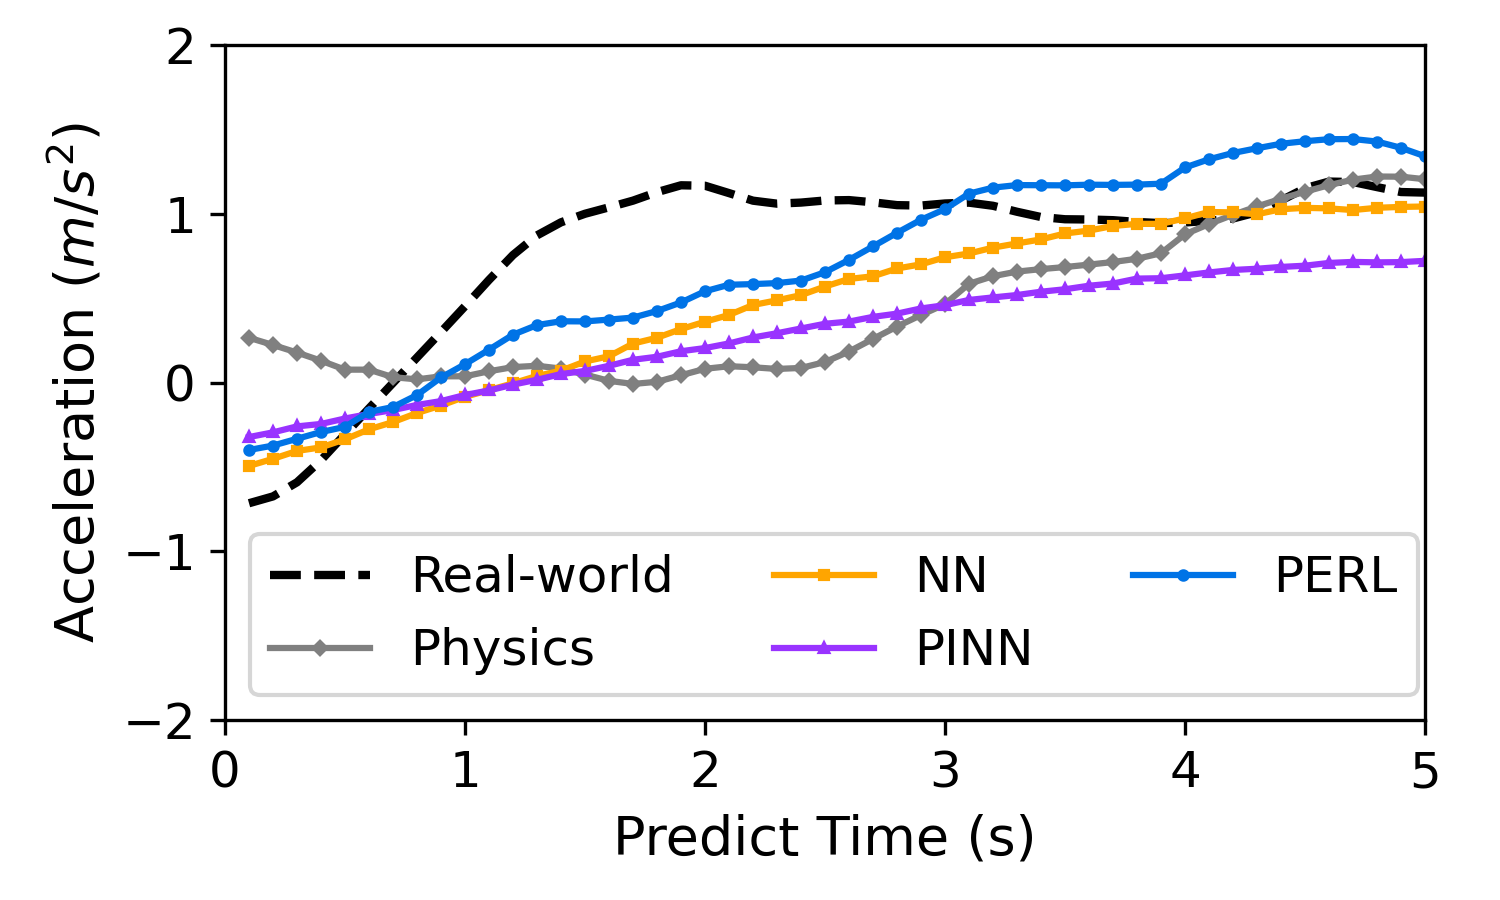 2
1
0
−1
−2
Acceleration (m/s²)
Real-world
NN
PERL
Physics
PINN
0 1 2 3 4 5
Predict Time (s)